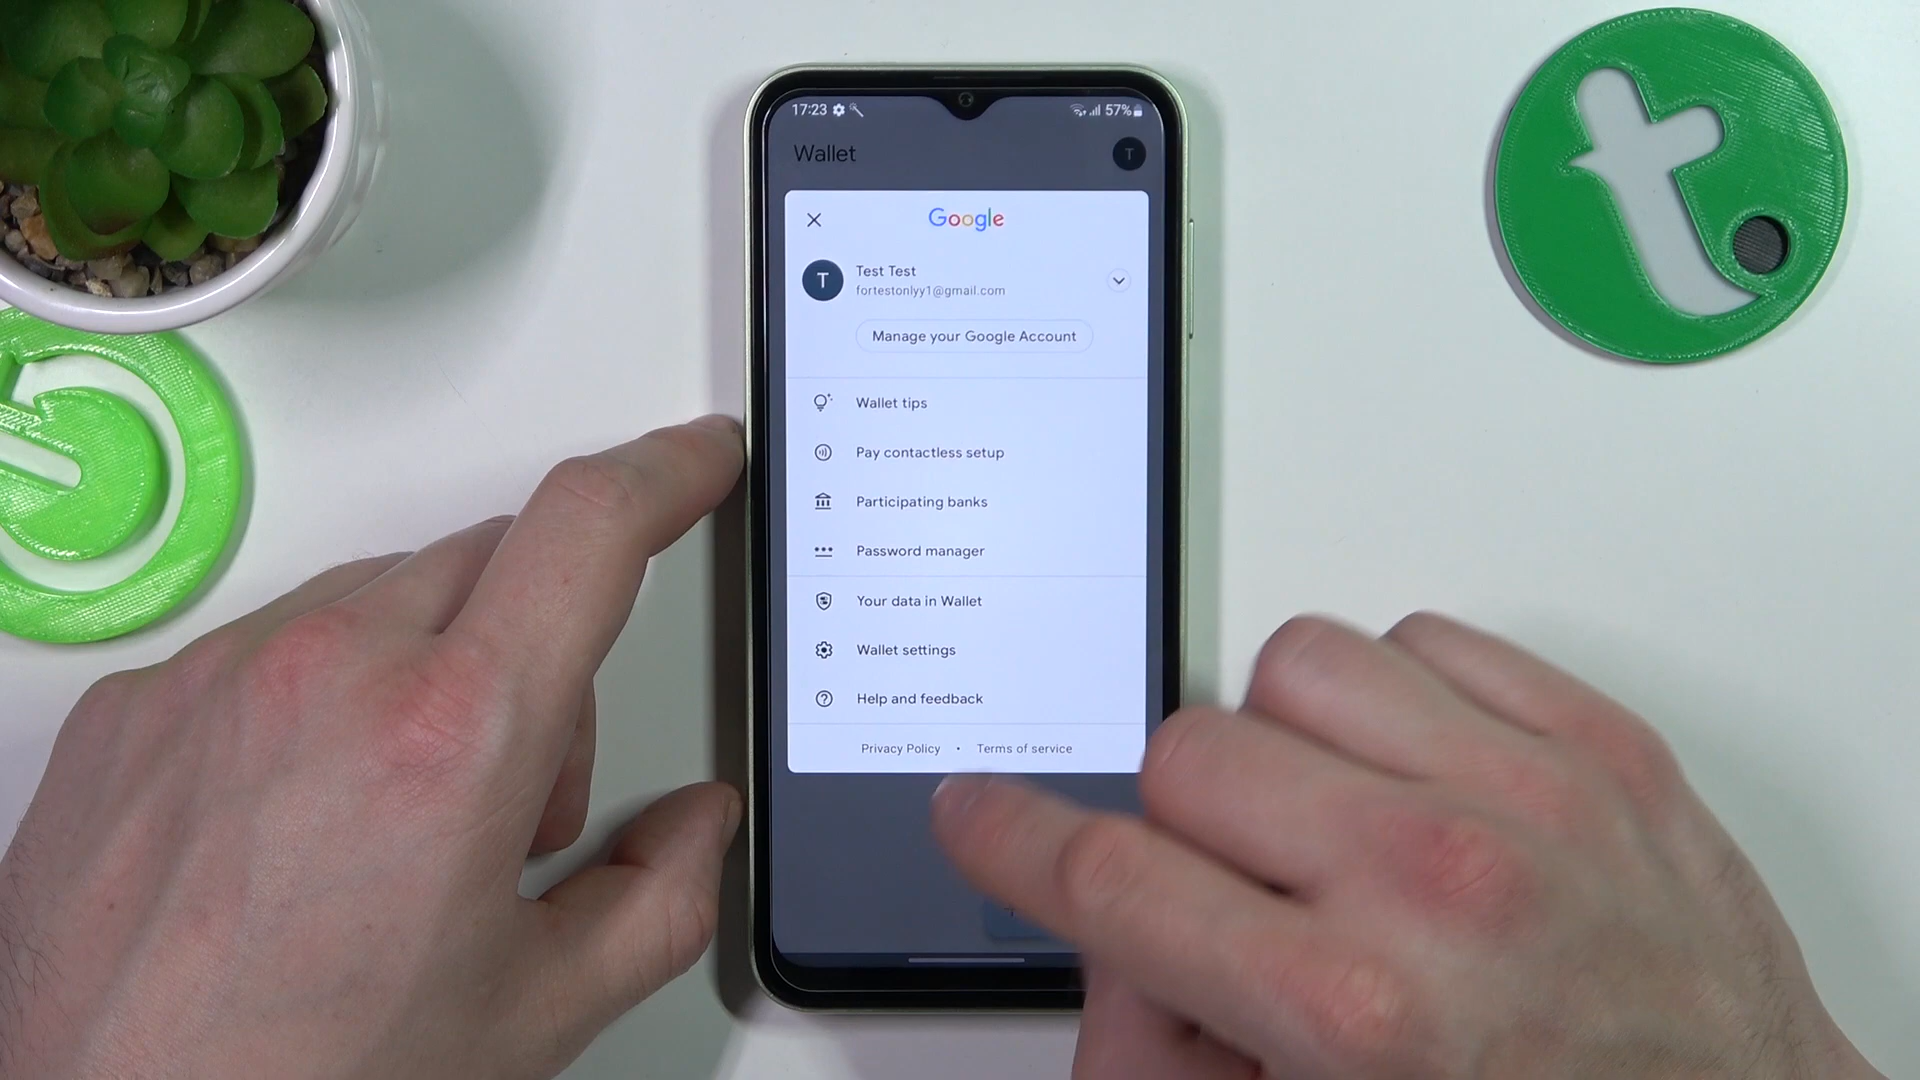 17:23 57%
Wallet T
Google
T Test Test
fortestonlyy1@gmail.com
Manage your Google Account
Wallet tips
Pay contactless setup
Participating banks
Password manager
Your data in Wallet
Wallet settings
Help and feedback
Privacy Policy • Terms of service